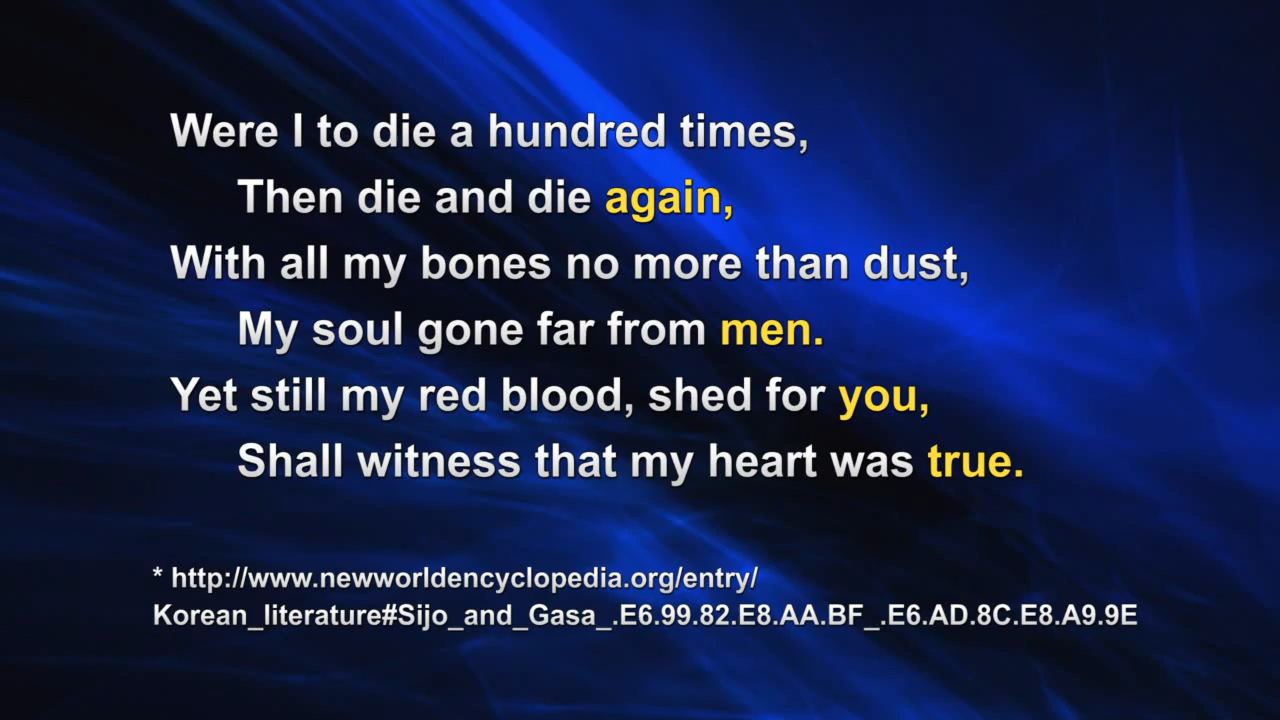 Were I to die a hundred times,
Then die and die again,
With all my bones no more than dust,
My soul gone far from men.
Yet still my red blood, shed for you,
Shall witness that my heart was true.
* http://www.newworldencyclopedia.org/entry/
Korean_literature#Sijo_and_Gasa_.E6.99.82.E8.AA.BF_.E6.AD.8C.E8.A9.9E